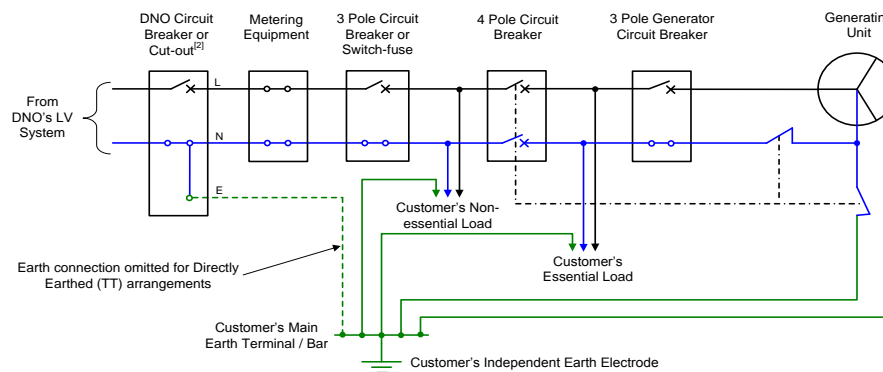 DNO Circuit
Breaker or
Cut-out[2]
Metering
Equipment
3 Pole Circuit
Breaker or
Switch-fuse
4 Pole Circuit
Breaker
3 Pole Generator
Circuit Breaker
Generating
Unit
From
DNO's LV
System
L
N
E
Customer's Non-
essential Load
Customer's
Essential Load
Earth connection omitted for Directly
Earthed (TT) arrangements
Customer's Main
Earth Terminal / Bar
Customer's Independent Earth Electrode